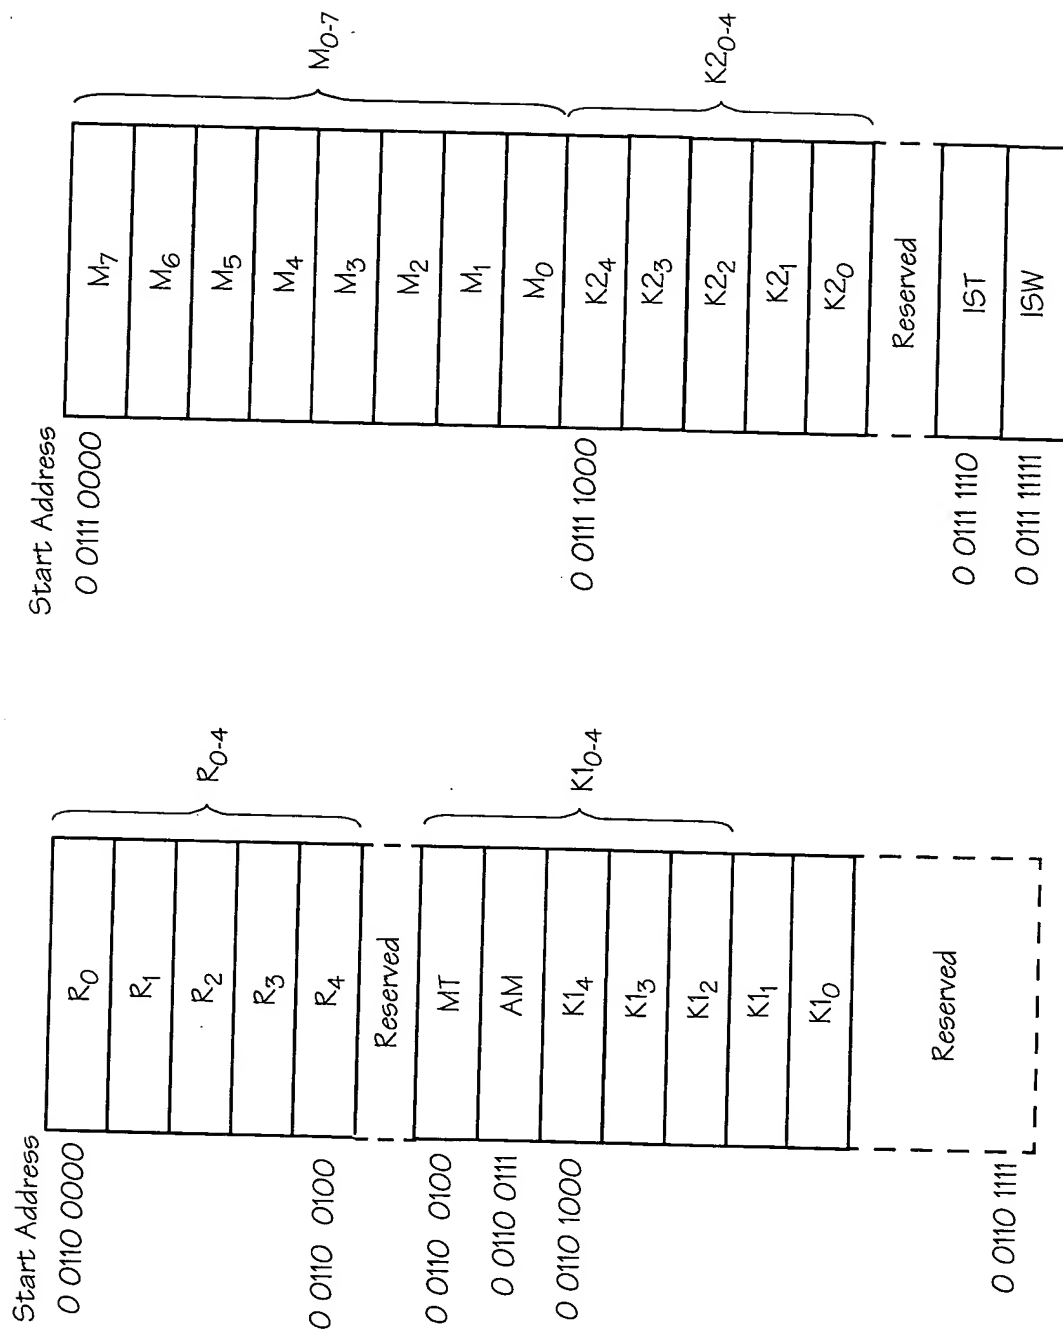 Start Address
0 0110 0000
R0
R1
R2
R3
0 0110 0100
R4
R0-4
Reserved
0 0110 0100
MT
0 0110 0111
AM
0 0110 1000
K14
K13
K12
K11
K10
K10-4
Reserved
0 0110 1111
Start Address
0 0111 0000
M7
M6
M5
M4
M3
M2
M1
M0
M0-7
0 0111 1000
K24
K23
K22
K21
K20
K20-4
Reserved
0 0111 1110
IST
0 0111 11111
ISW